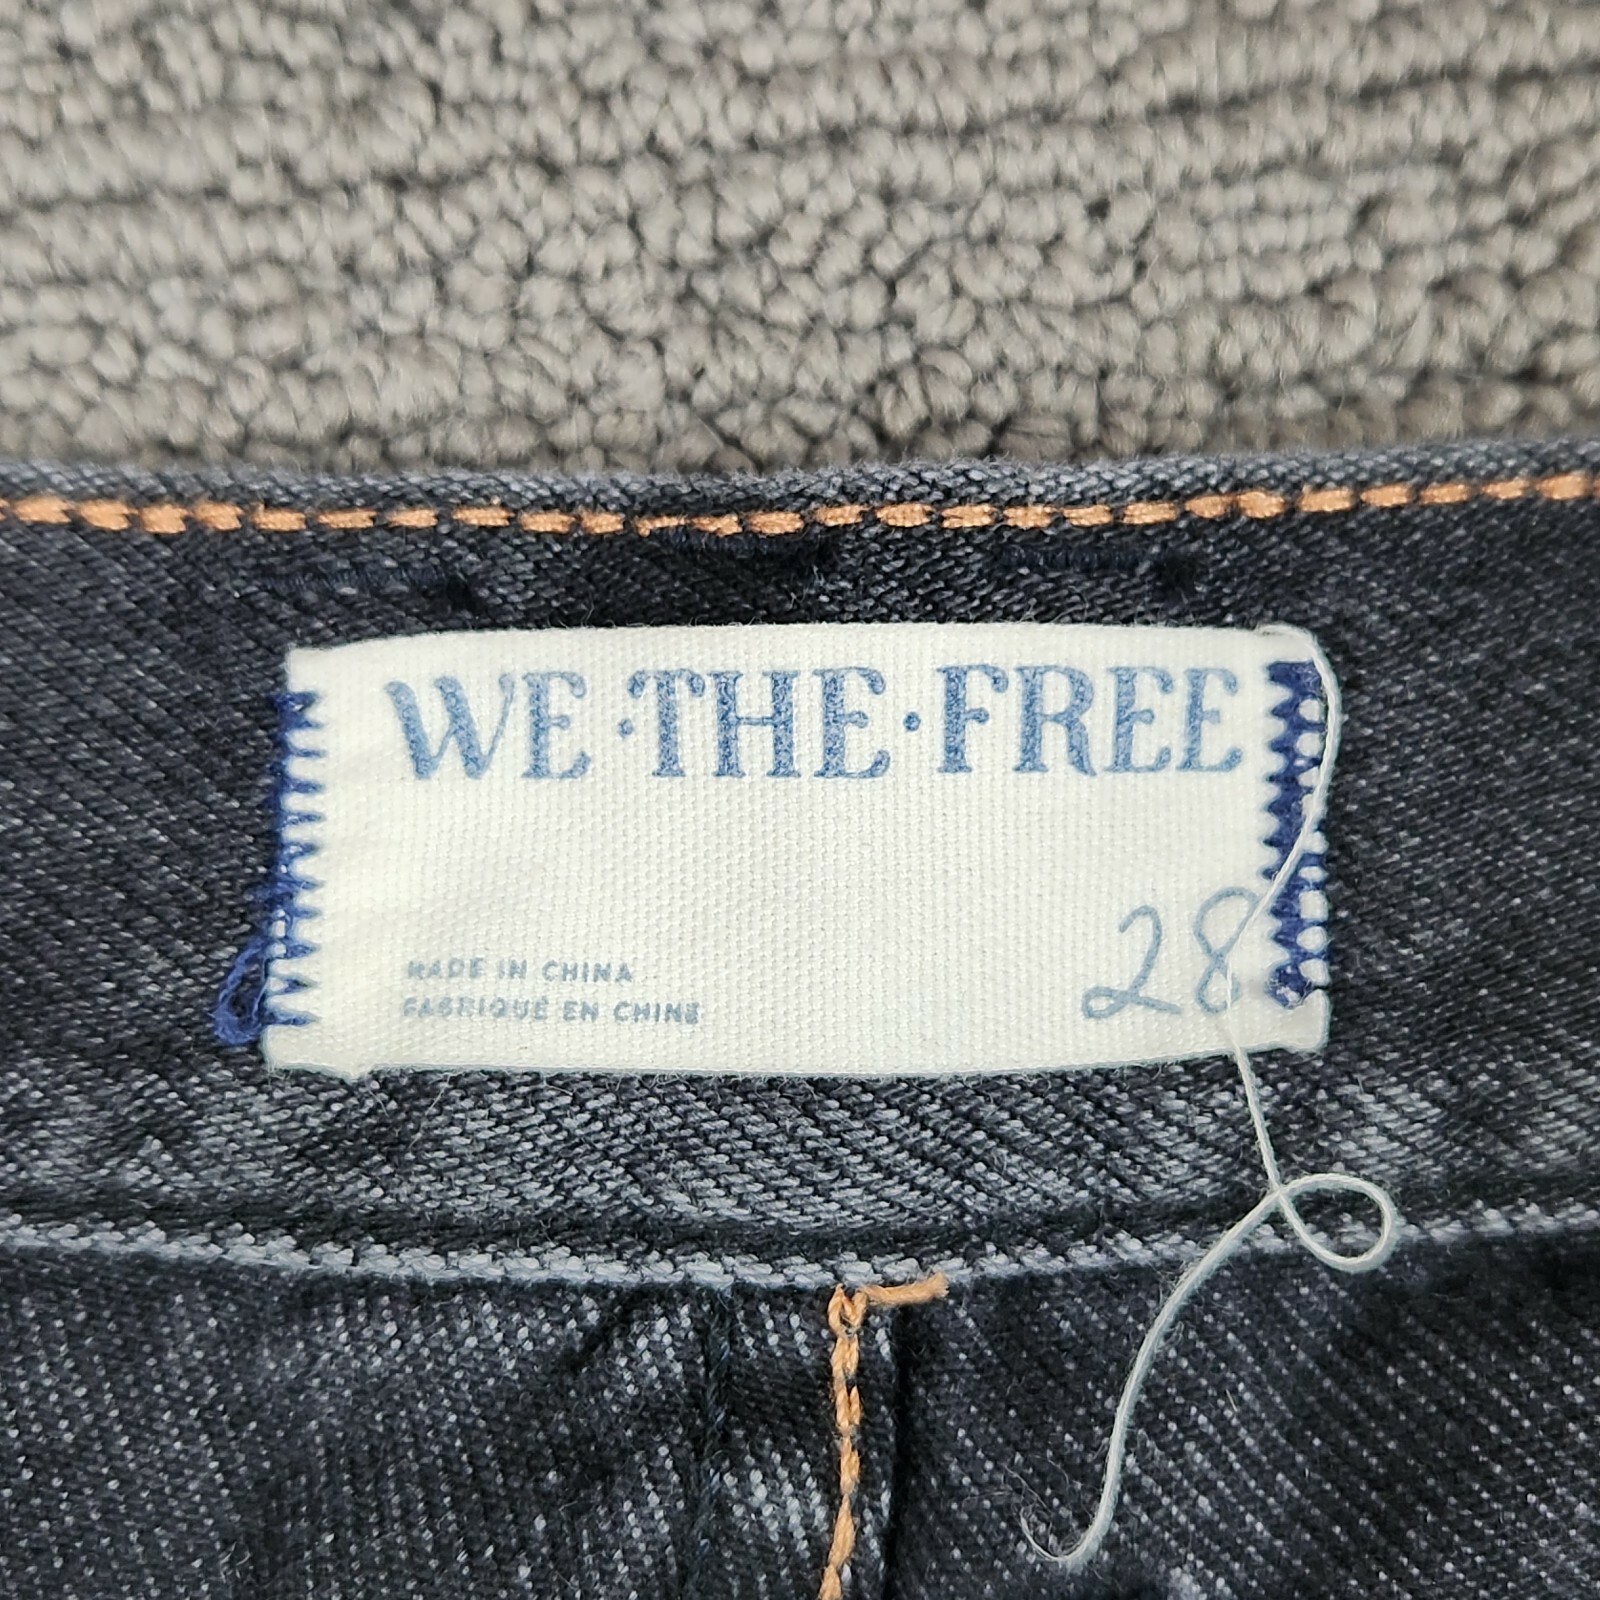 WE·THE·FREE
MADE IN CHINA
FABRIQUÉ EN CHINE
28